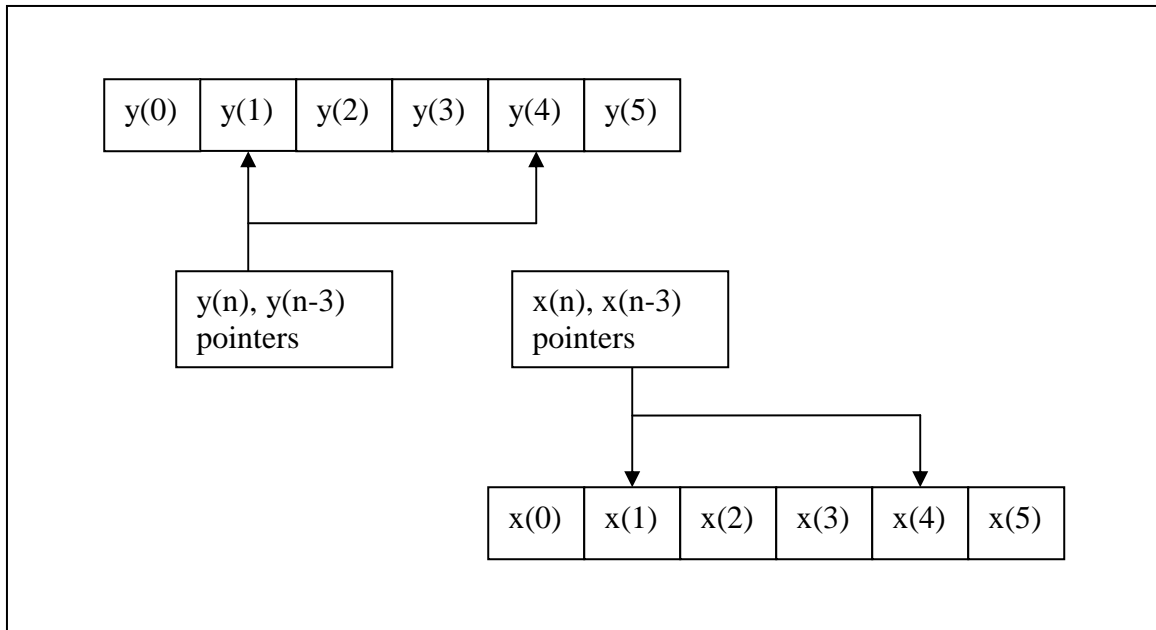 y(0) y(1) y(2) y(3) y(4) y(5)
y(n), y(n-3)
pointers
x(n), x(n-3)
pointers
x(0) x(1) x(2) x(3) x(4) x(5)